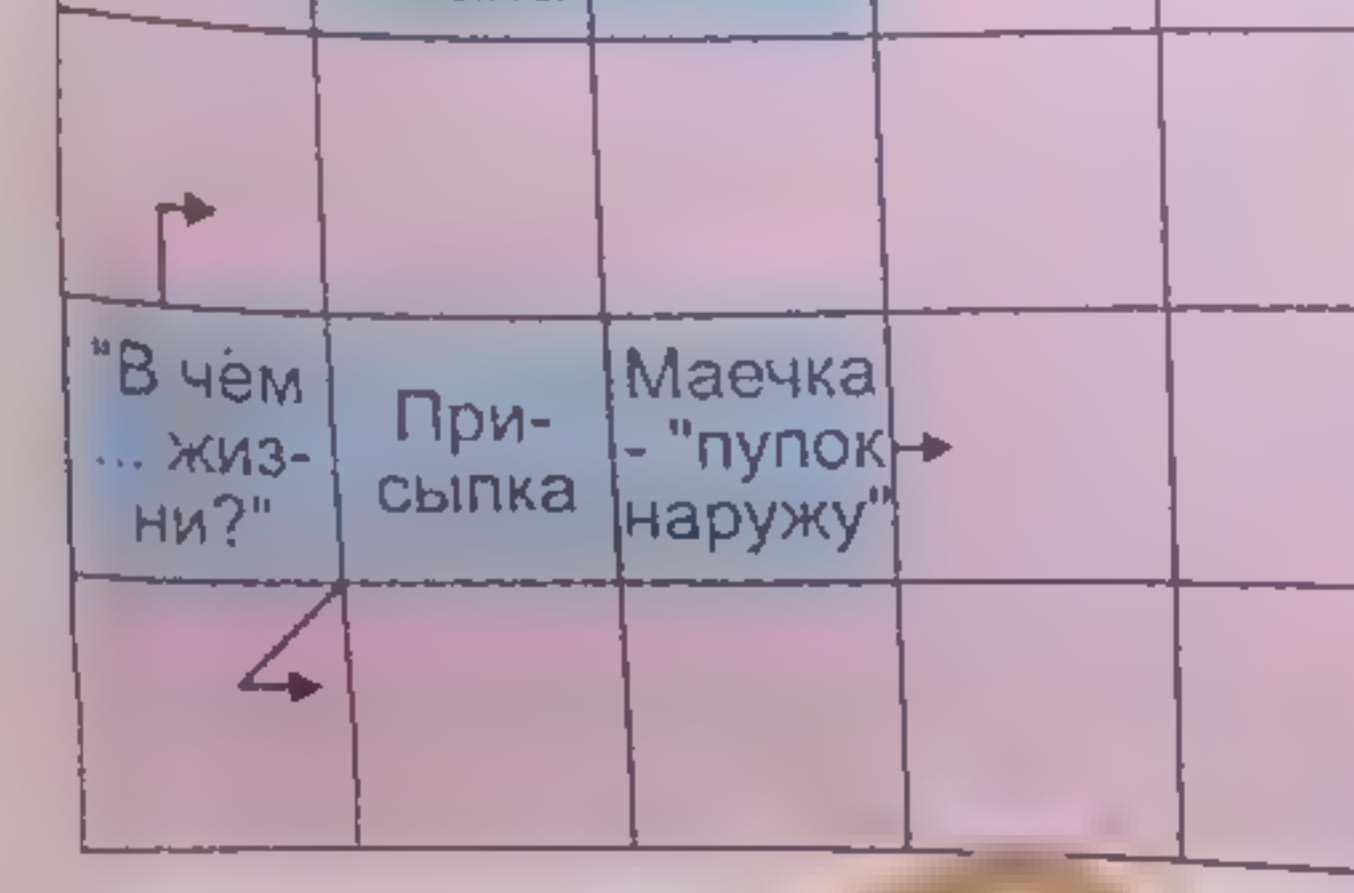 "В чём
... жиз-
ни?"
При-
сыпка
Маечка
- "пупок
наружу"